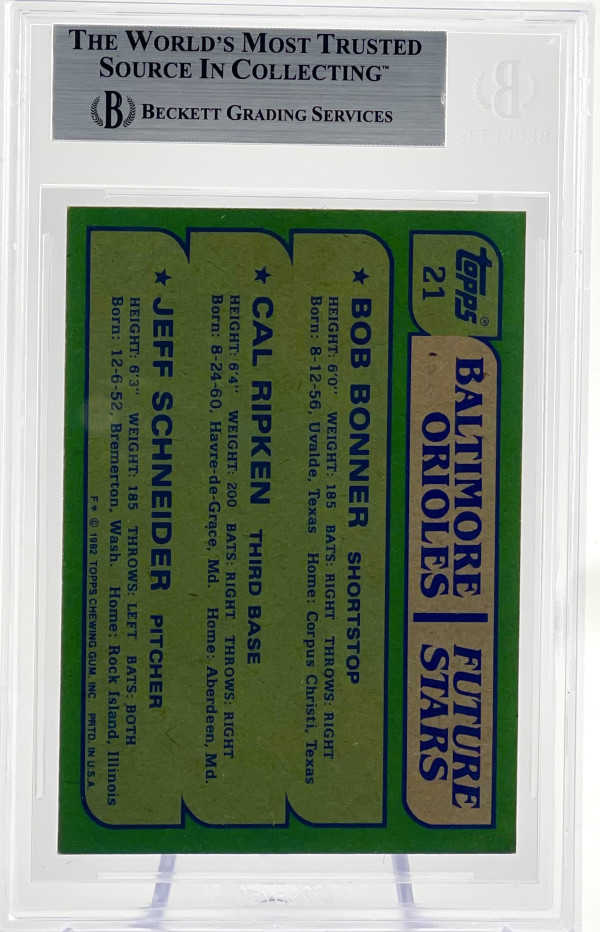 THE WORLD'S MOST TRUSTED
SOURCE IN COLLECTING™
B BECKETT GRADING SERVICES
BECKETT
topps®
21
BALTIMORE
ORIOLES
FUTURE
STARS
★ BOB BONNER SHORTSTOP
HEIGHT: 6'0" WEIGHT: 185 BATS: RIGHT THROWS: RIGHT
Born: 8-12-56, Uvalde, Texas Home: Corpus Christi, Texas
★ CAL RIPKEN THIRD BASE
HEIGHT: 6'4" WEIGHT: 200 BATS: RIGHT THROWS: RIGHT
Born: 8-24-60, Havre-de-Grace, Md. Home: Aberdeen, Md.
★ JEFF SCHNEIDER PITCHER
HEIGHT: 6'3" WEIGHT: 185 THROWS: LEFT BATS: BOTH
Born: 12-6-52, Bremerton, Wash. Home: Rock Island, Illinois
F* © 1982 TOPPS CHEWING GUM, INC. PRTD. IN U.S.A.